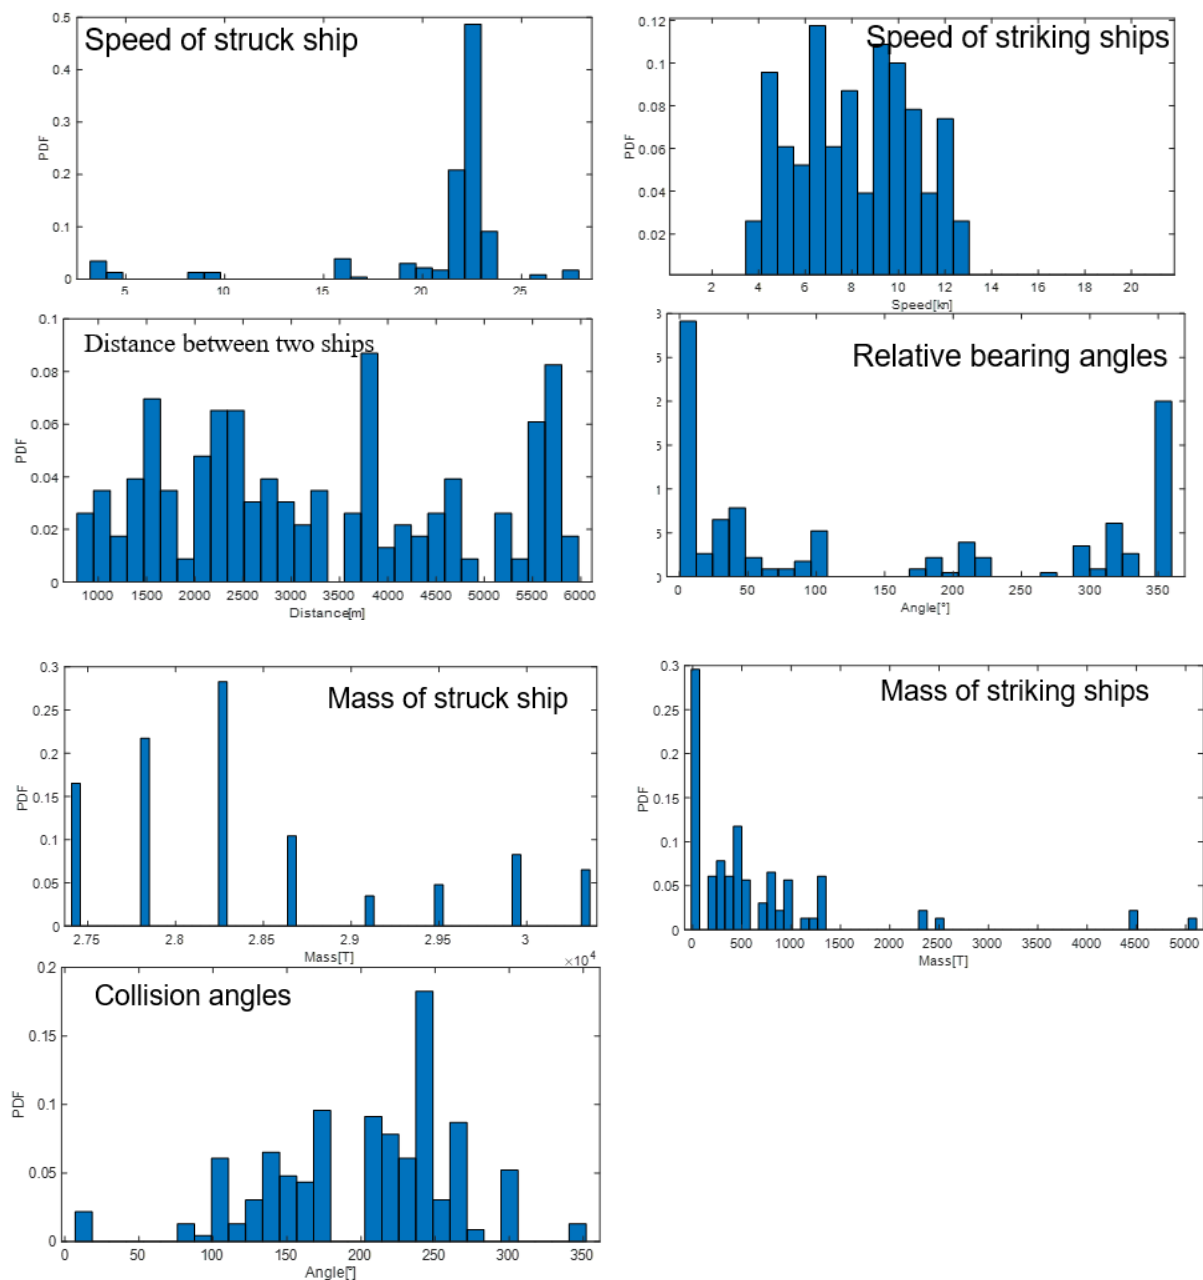 Speed of struck ship
PDF
0.5
0.4
0.3
0.2
0.1
0
5 10 15 20 25
Speed of striking ships
PDF
0.12
0.1
0.08
0.06
0.04
0.02
2 4 6 8 10 12 14 16 18 20
Speed[kn]
Distance between two ships
PDF
0.1
0.08
0.06
0.04
0.02
0
1000 1500 2000 2500 3000 3500 4000 4500 5000 5500 6000
Distance[m]
Relative bearing angles
3
5
2
5
1
5
0
0 50 100 150 200 250 300 350
Angle[°]
Mass of struck ship
PDF
0.3
0.25
0.2
0.15
0.1
0.05
0
2.75 2.8 2.85 2.9 2.95 3
Mass[T]
×10⁴
Mass of striking ships
PDF
0.3
0.25
0.2
0.15
0.1
0.05
0
0 500 1000 1500 2000 2500 3000 3500 4000 4500 5000
Mass[T]
Collision angles
PDF
0.2
0.15
0.1
0.05
0
0 50 100 150 200 250 300 350
Angle[°]